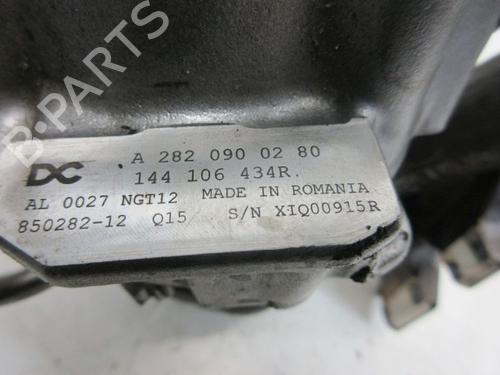 B-PARTS
DC A 282 090 02 80
144 106 434R.
AL 0027 NGT12 MADE IN ROMANIA
850282-12 Q15 S/N XIQ00915R